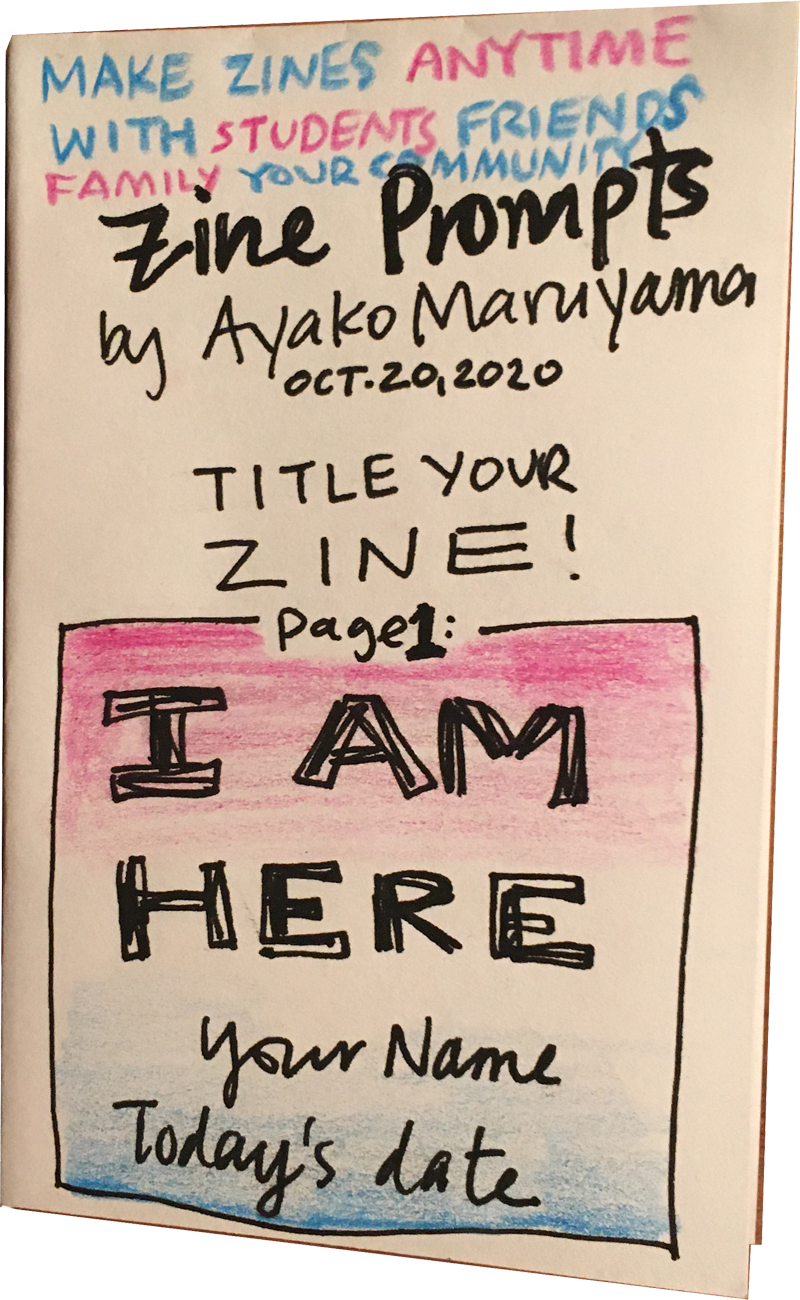 MAKE ZINES ANYTIME
WITH STUDENTS FRIENDS
FAMILY YOUR COMMUNITY
Zine Prompts
by Ayako Maruyama
OCT.20,2020
TITLE YOUR
ZINE!
Page1:
I AM
HERE
Your Name
Today's date